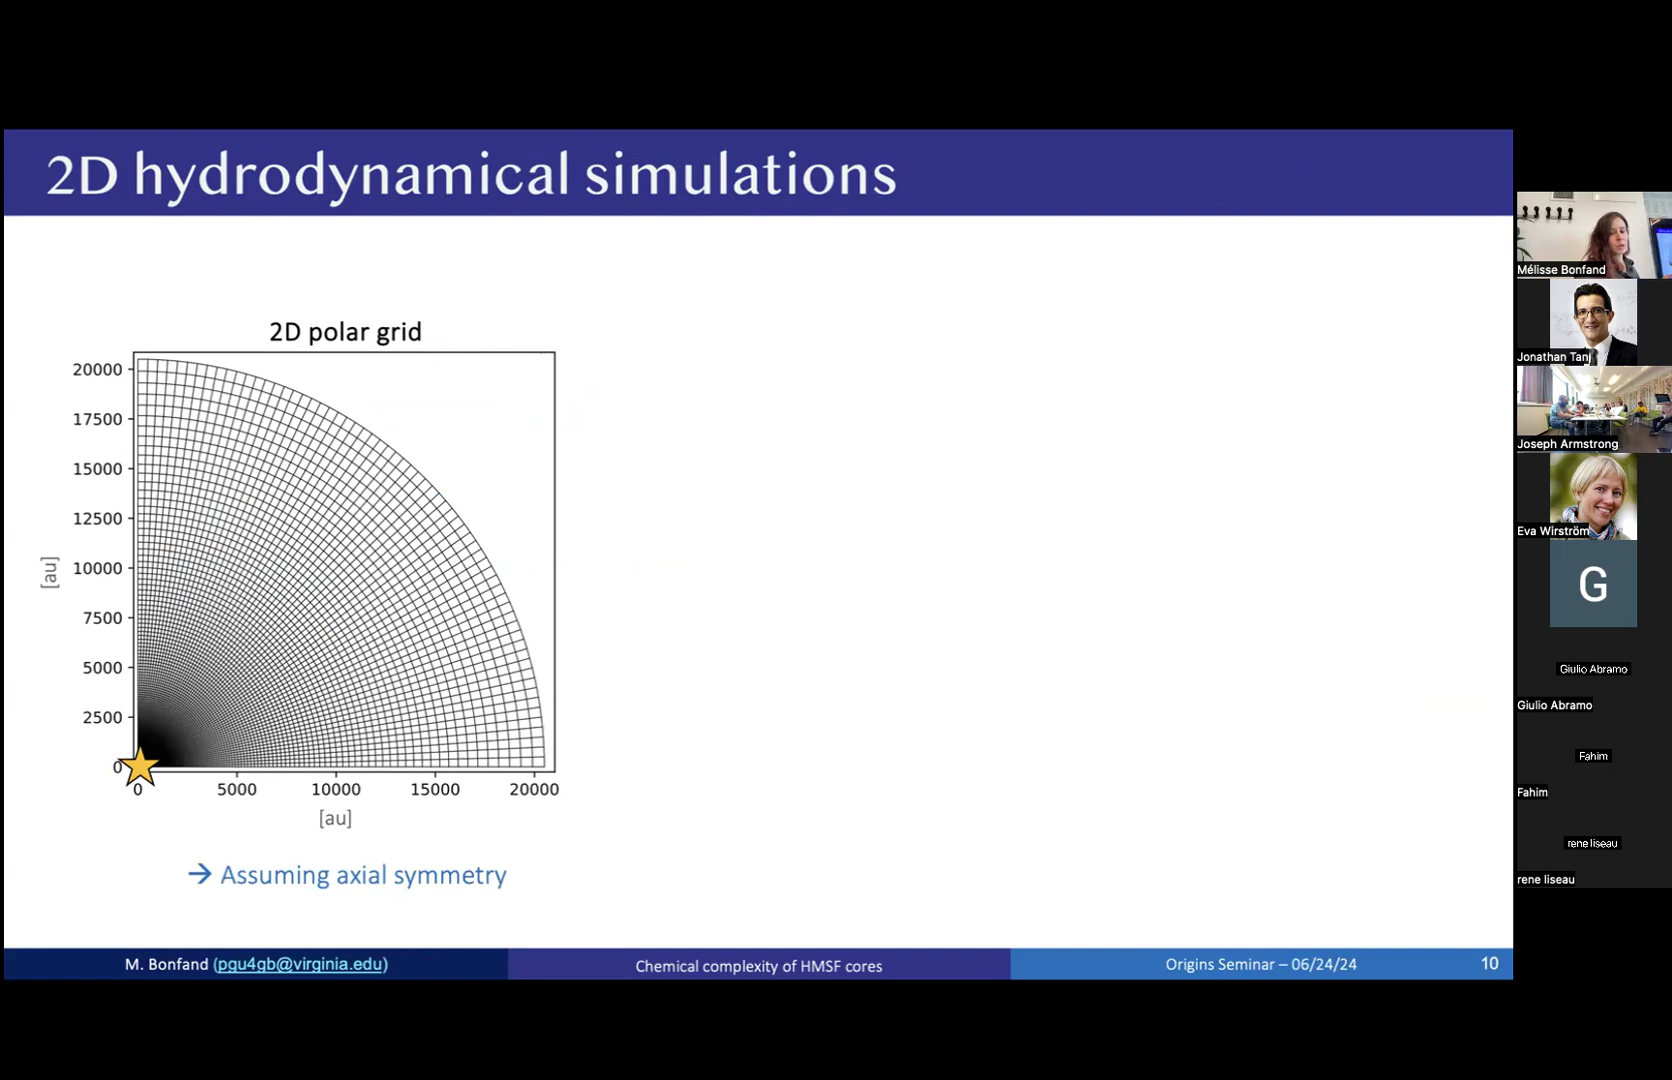 2D hydrodynamical simulations
2D polar grid
20000
17500
15000
12500
10000
7500
5000
2500
0
[au]
0 5000 10000 15000 20000
[au]
→ Assuming axial symmetry
M. Bonfand (pgu4gb@virginia.edu)
Chemical complexity of HMSF cores
Origins Seminar – 06/24/24
10
Mélisse Bonfand
Jonathan Tan
Joseph Armstrong
Eva Wirström
G
Giulio Abramo
Giulio Abramo
Fahim
Fahim
rene liseau
rene liseau